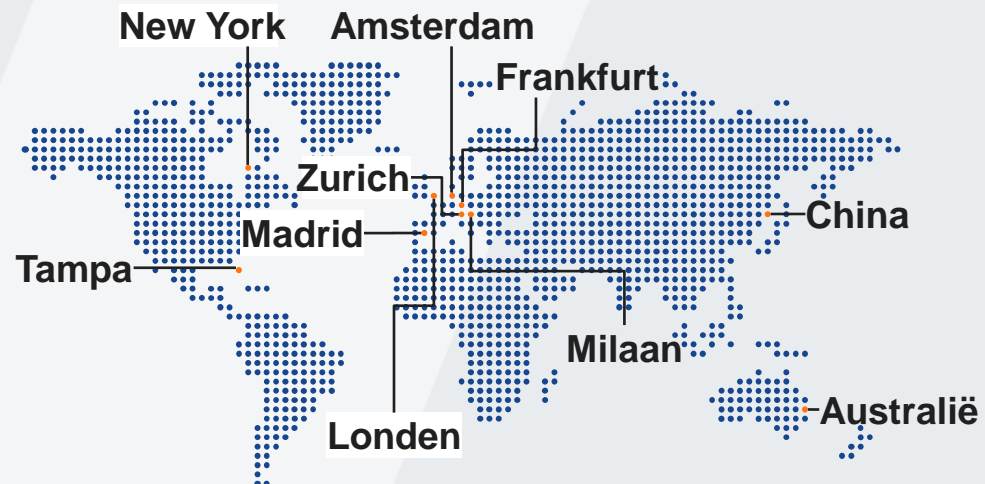 New York
Amsterdam
Frankfurt
Zurich
China
Madrid
Tampa
Milaan
Australië
Londen